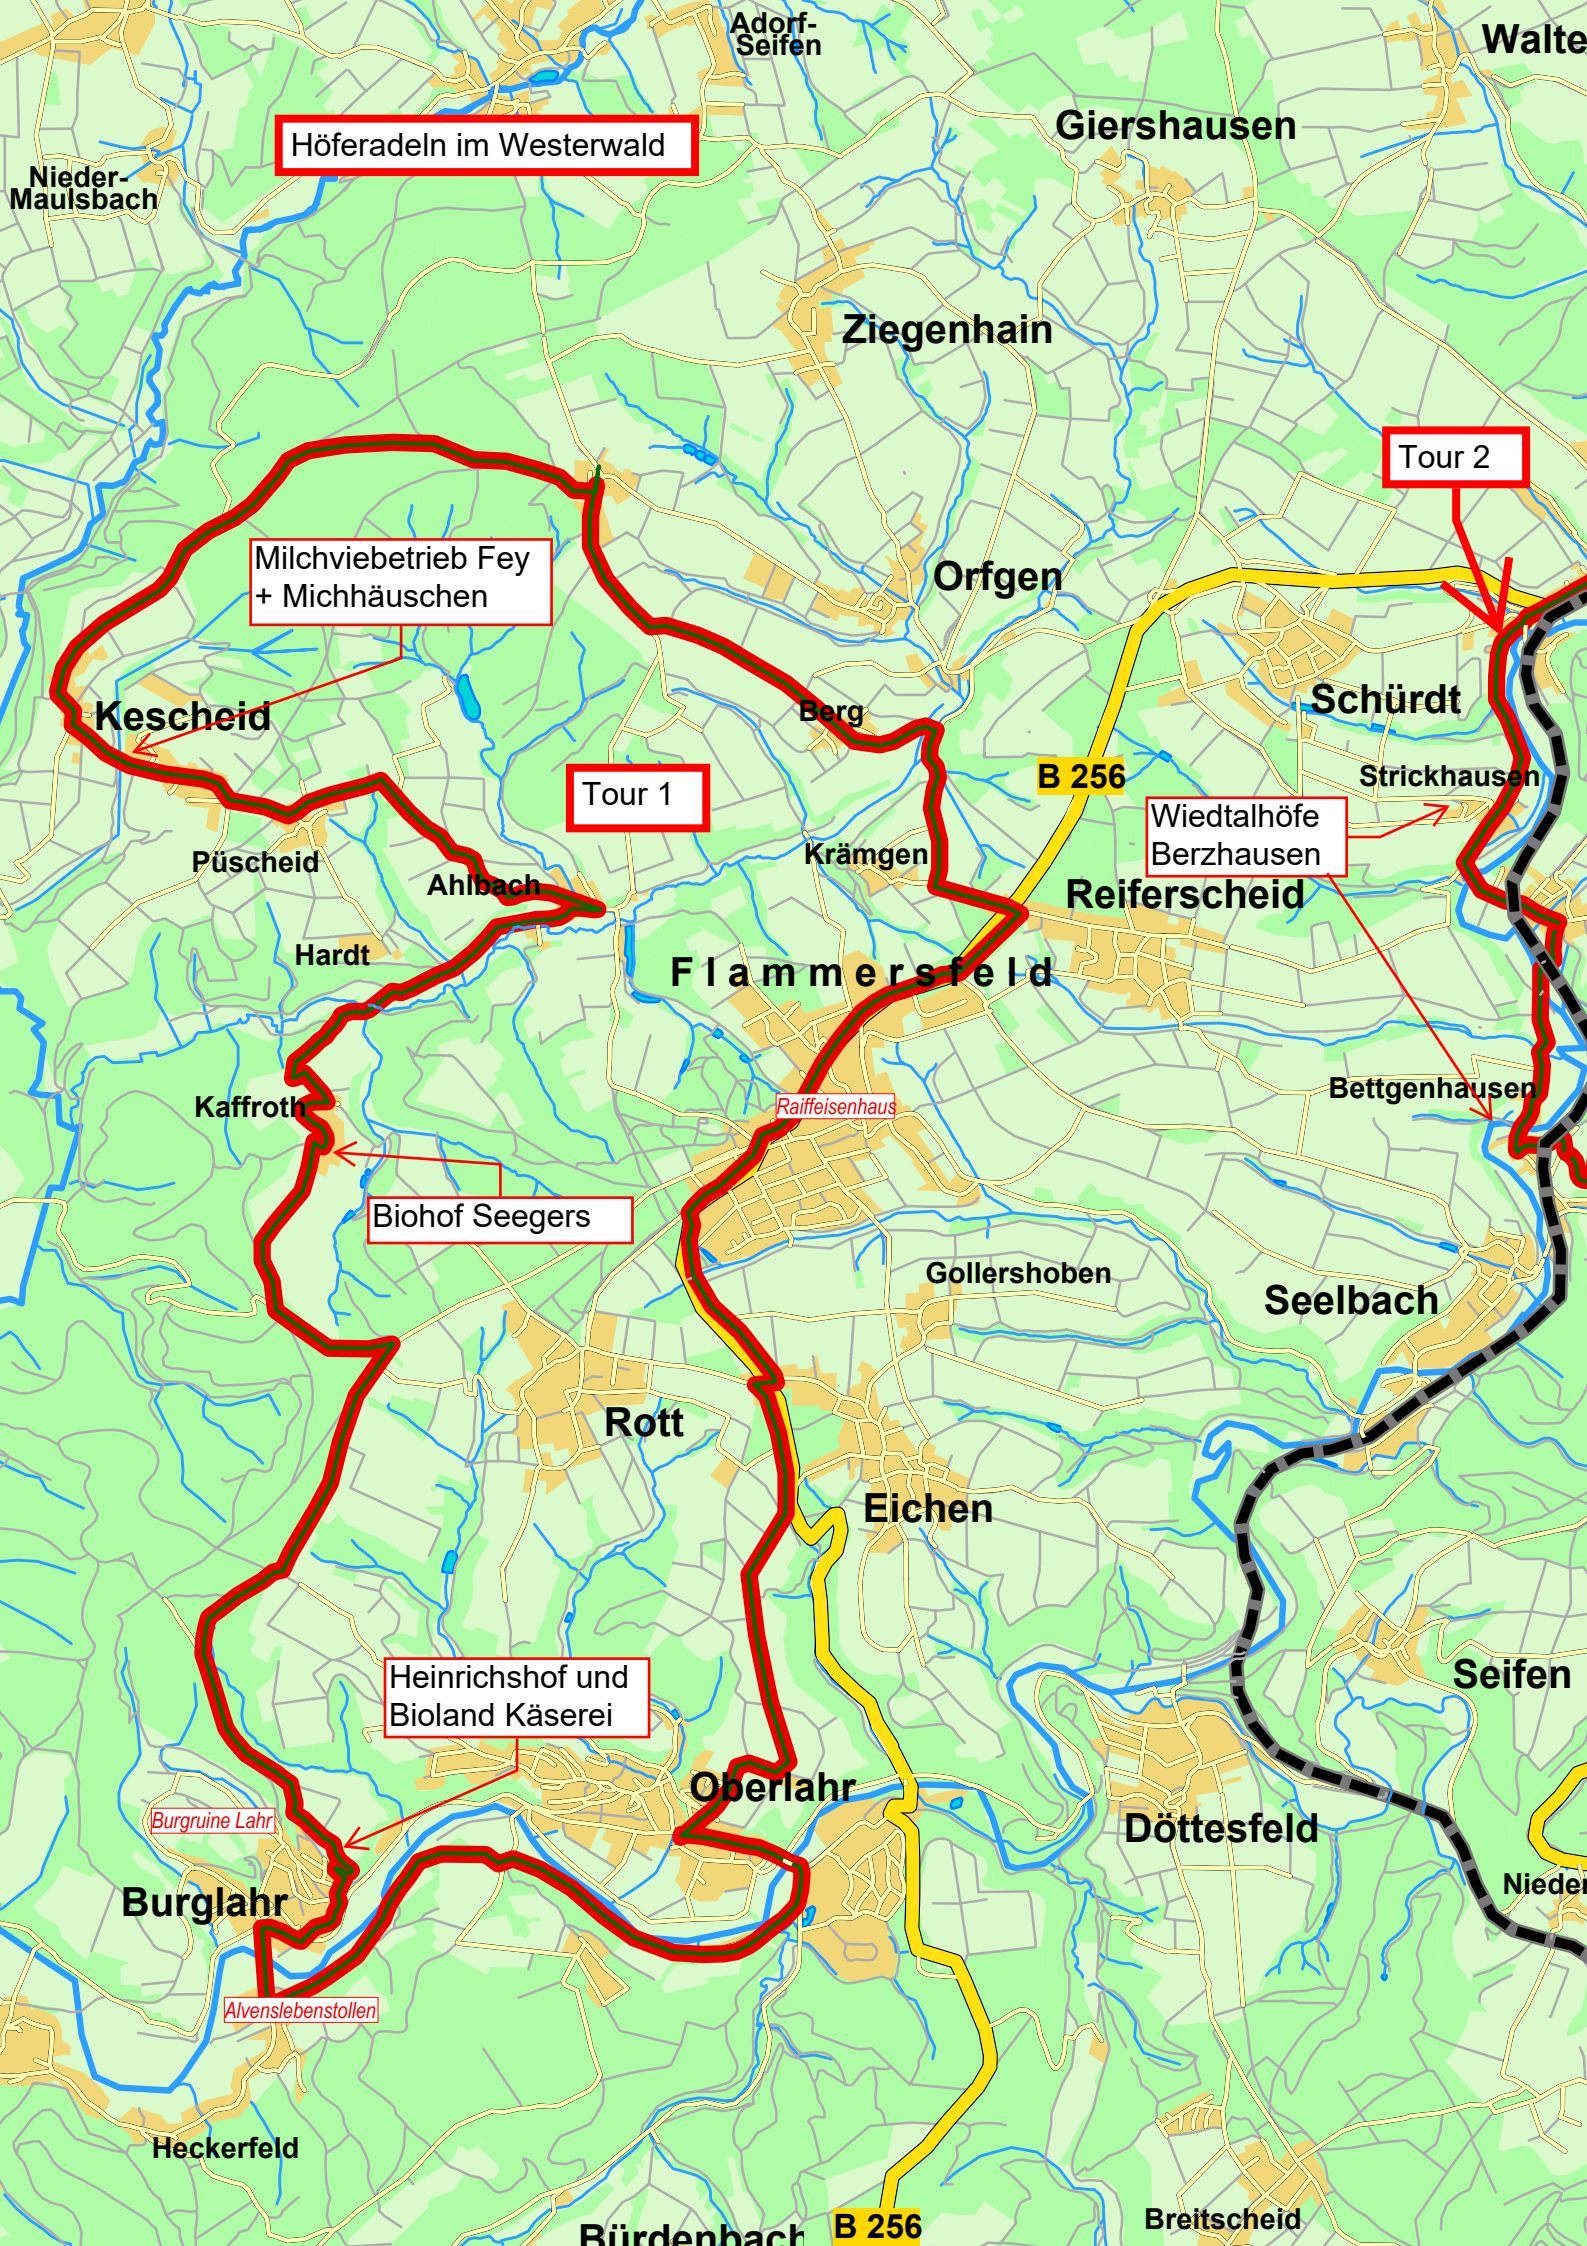 Adorf-
Seifen
Walte
Höferadeln im Westerwald
Giershausen
Nieder-
Maulsbach
Ziegenhain
Tour 2
Milchviebetrieb Fey
+ Michhäuschen
Orfgen
Schürdt
Kescheid
Berg
B 256
Strickhausen
Tour 1
Wiedtalhöfe
Berzhausen
Krämgen
Püscheid
Ahlbach
Reiferscheid
Hardt
Flammersfeld
Bettgenhausen
Kaffroth
Raiffeisenhaus
Biohof Seegers
Gollershoben
Seelbach
Rott
Eichen
Heinrichshof und
Bioland Käserei
Seifen
Oberlahr
Burgruine Lahr
Döttesfeld
Nieder
Burglahr
Alvenslebenstollen
Heckerfeld
Breitscheid
Bürdenbach
B 256